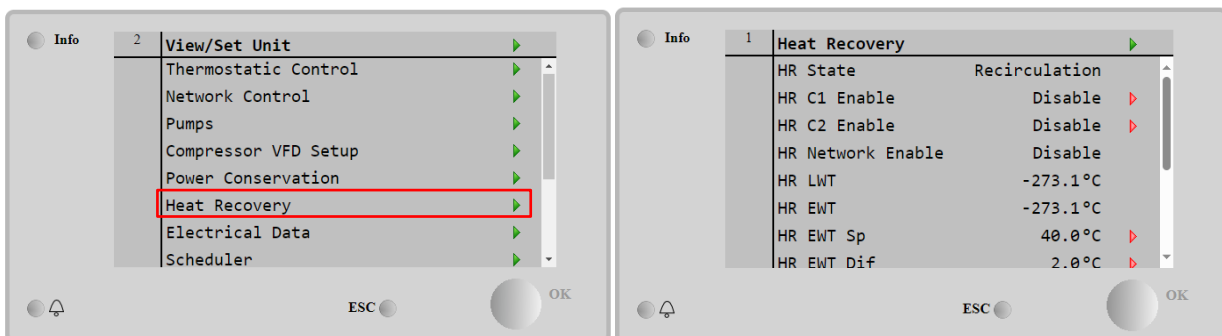 Info
2 View/Set Unit
Thermostatic Control
Network Control
Pumps
Compressor VFD Setup
Power Conservation
Heat Recovery
Electrical Data
Scheduler
ESC
OK
Info
1 Heat Recovery
HR State Recirculation
HR C1 Enable Disable
HR C2 Enable Disable
HR Network Enable Disable
HR LWT -273.1°C
HR EWT -273.1°C
HR EWT Sp 40.0°C
HR EWT Dif 2.0°C
ESC
OK